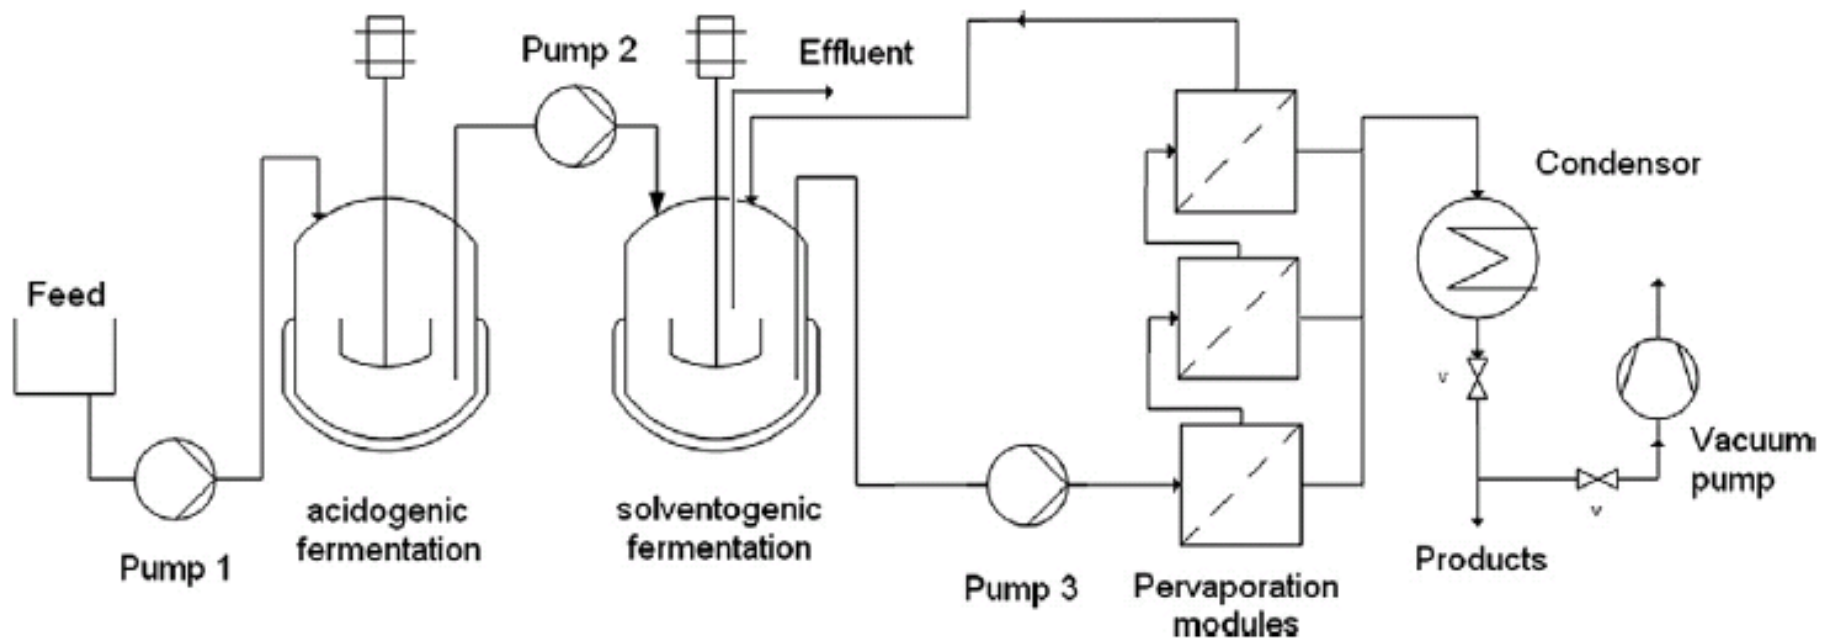 Pump 2
Effluent
Condensor
Feed
v
Vacuum
pump
v
acidogenic
fermentation
solventogenic
fermentation
Pump 1
Pump 3
Pervaporation
modules
Products